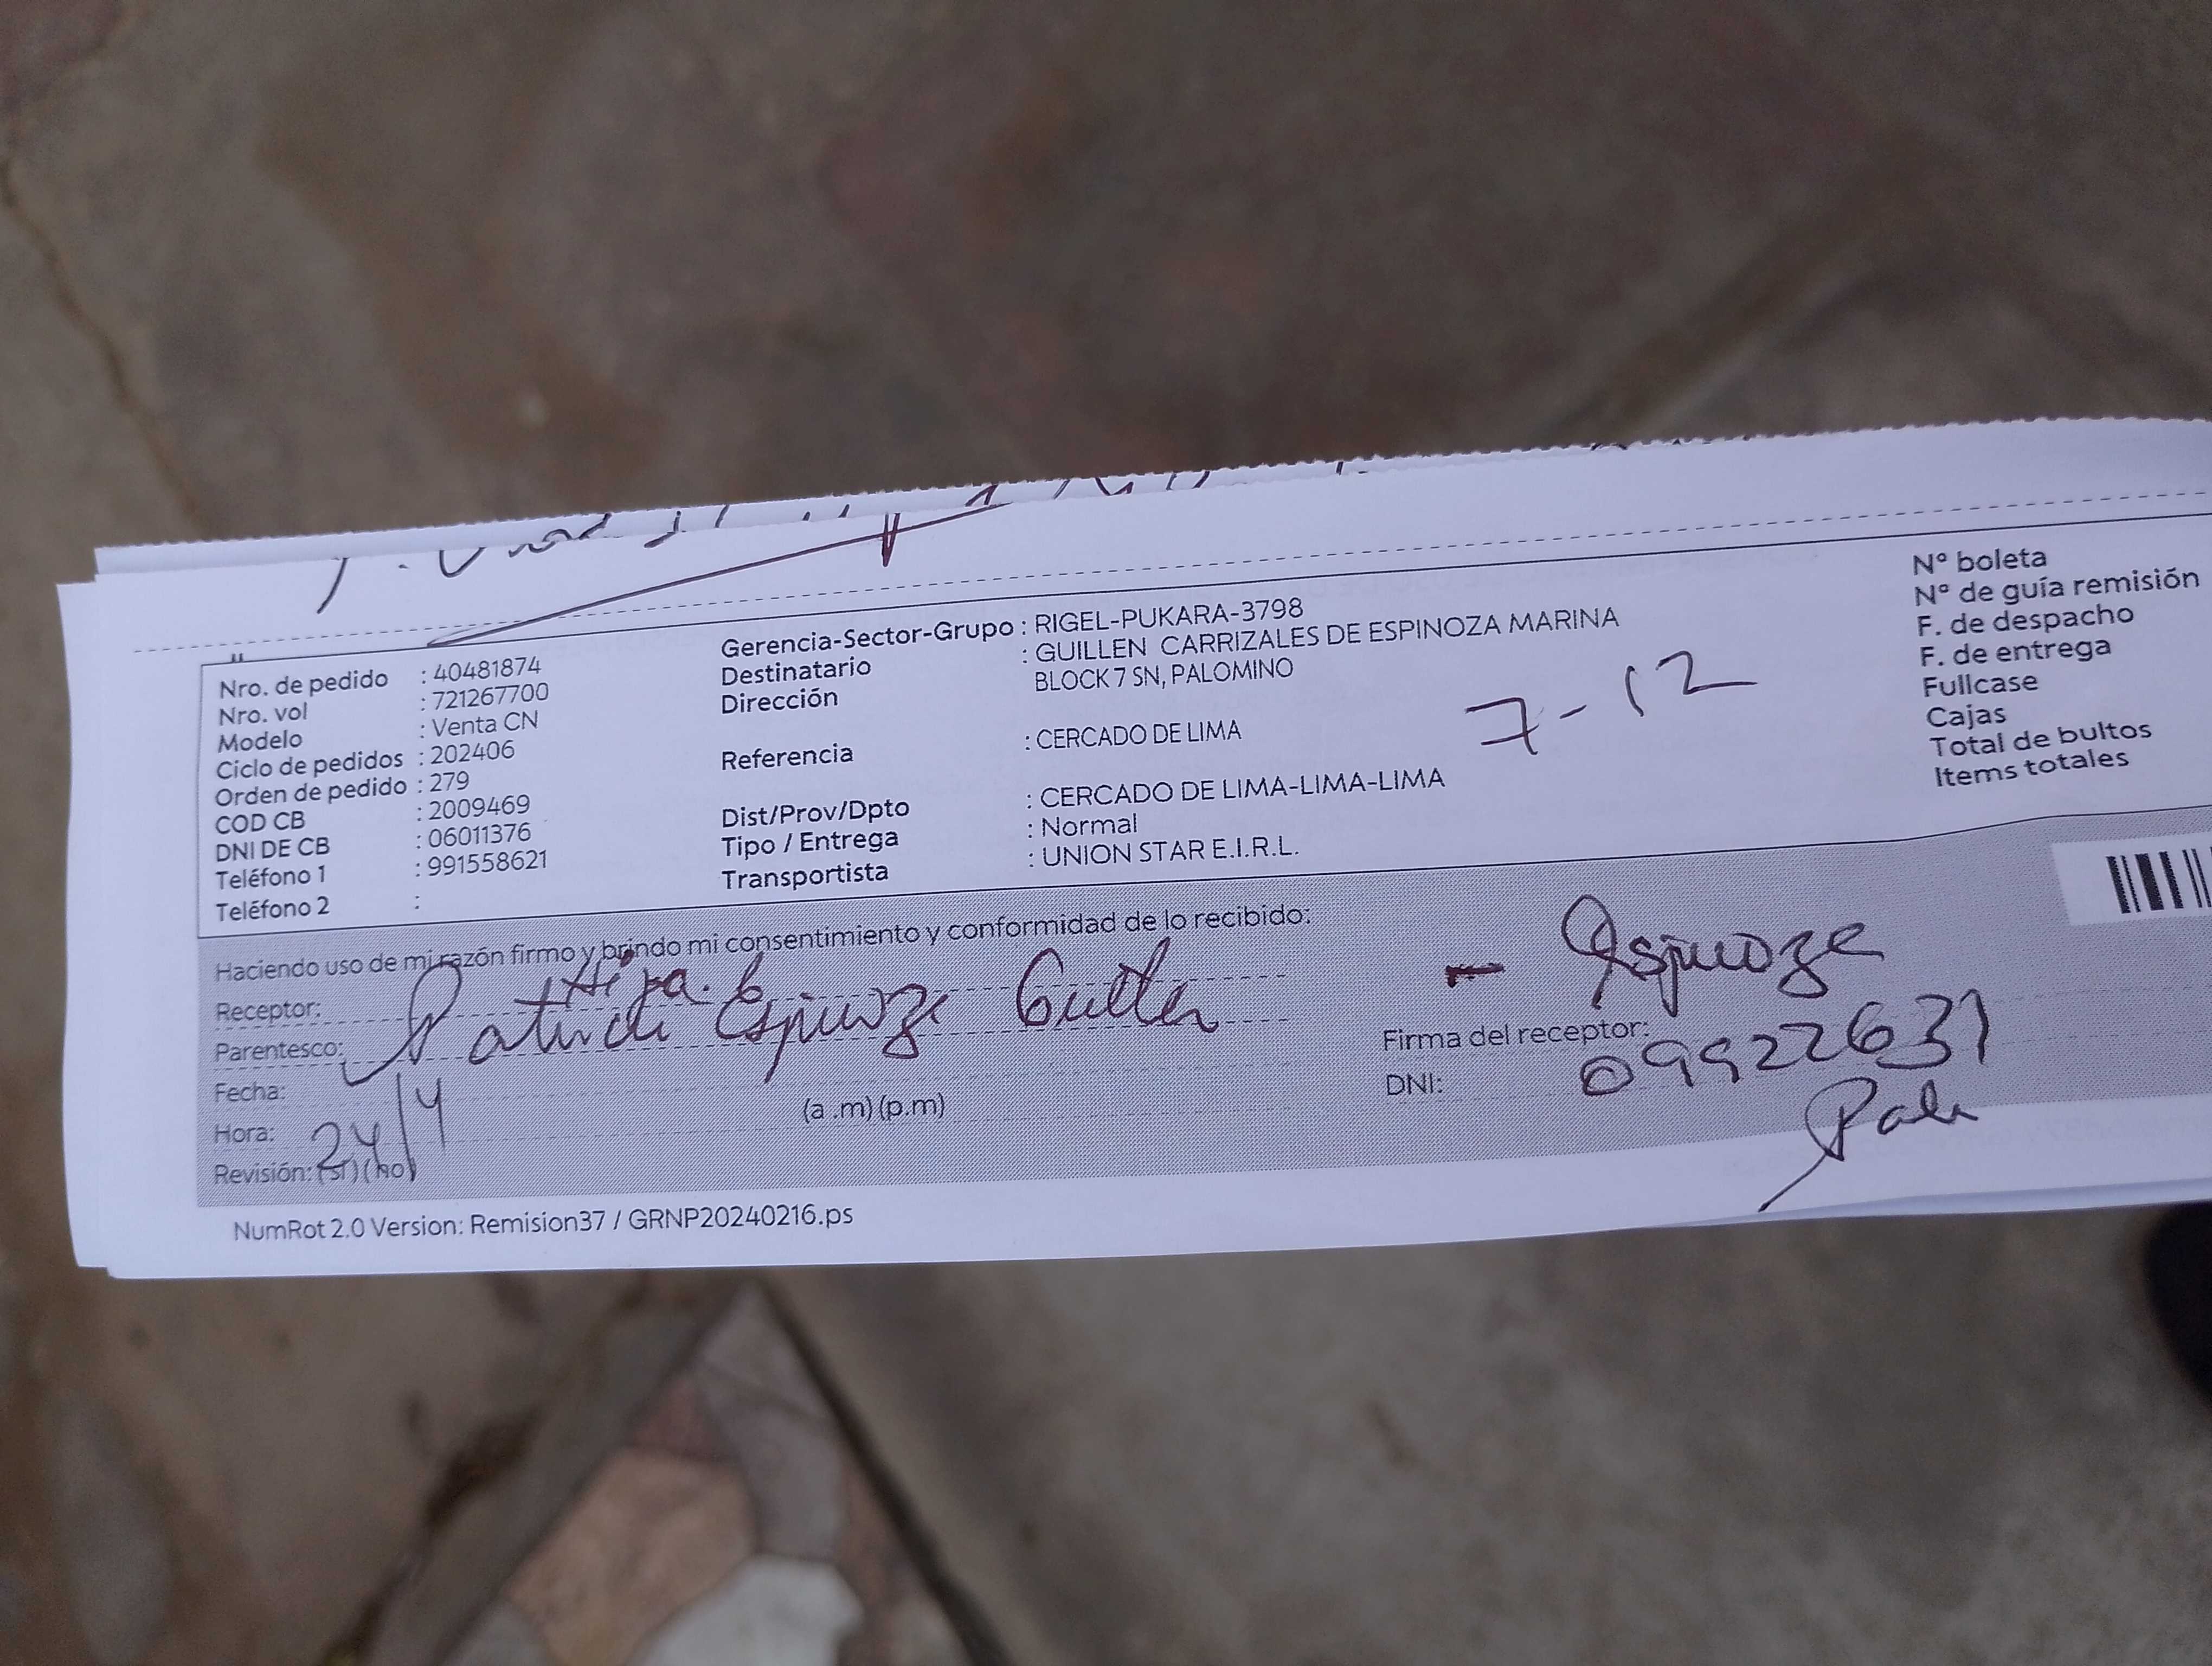 Nro. de pedido : 40481874
Nro. vol : 721267700
Modelo : Venta CN
Ciclo de pedidos : 202406
Orden de pedido : 279
COD CB : 2009469
DNI DE CB : 06011376
Teléfono 1 : 991558621
Teléfono 2 :
Gerencia-Sector-Grupo : RIGEL-PUKARA-3798
Destinatario : GUILLEN CARRIZALES DE ESPINOZA MARINA
Dirección BLOCK 7 SN, PALOMINO
7-12
Referencia : CERCADO DE LIMA
Dist/Prov/Dpto : CERCADO DE LIMA-LIMA-LIMA
Tipo / Entrega : Normal
Transportista : UNION STAR E.I.R.L.
N° boleta
N° de guía remisión
F. de despacho
F. de entrega
Fullcase
Cajas
Total de bultos
Items totales
Haciendo uso de mi razón firmo y brindo mi consentimiento y conformidad de lo recibido:
Receptor: Hija.
Parentesco: Espinoza
Fecha:
Hora: 24/4 (a .m) (p.m)
Revisión: (si) (no)
Espinoza
Firma del receptor:
DNI: 09922631
NumRot 2.0 Version: Remision37 / GRNP20240216.ps